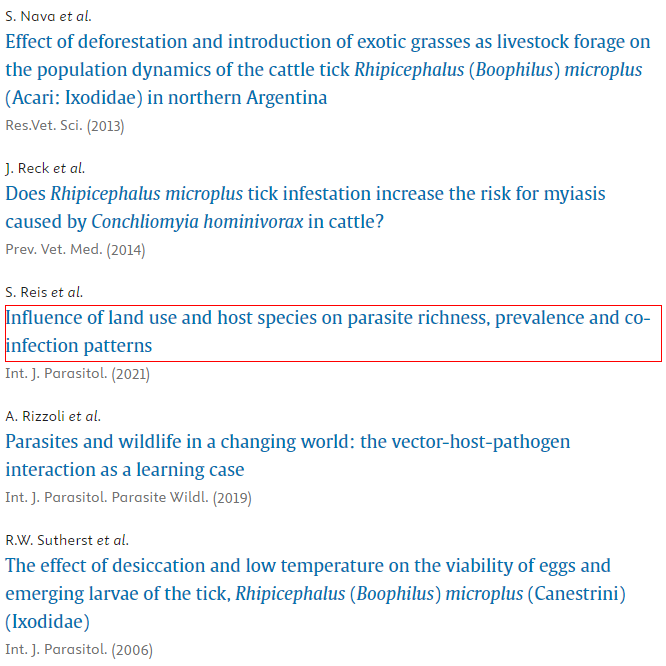 S. Nava et al.
Effect of deforestation and introduction of exotic grasses as livestock forage on
the population dynamics of the cattle tick Rhipicephalus (Boophilus) microplus
(Acari: Ixodidae) in northern Argentina
Res.Vet. Sci. (2013)
J. Reck et al.
Does Rhipicephalus microplus tick infestation increase the risk for myiasis
caused by Conchliomyia hominivorax in cattle?
Prev. Vet. Med. (2014)
S. Reis et al.
Influence of land use and host species on parasite richness, prevalence and co-
infection patterns
Int. J. Parasitol. (2021)
A. Rizzoli et al.
Parasites and wildlife in a changing world: the vector-host-pathogen
interaction as a learning case
Int. J. Parasitol. Parasite Wildl. (2019)
R.W. Sutherst et al.
The effect of desiccation and low temperature on the viability of eggs and
emerging larvae of the tick, Rhipicephalus (Boophilus) microplus (Canestrini)
(Ixodidae)
Int. J. Parasitol. (2006)